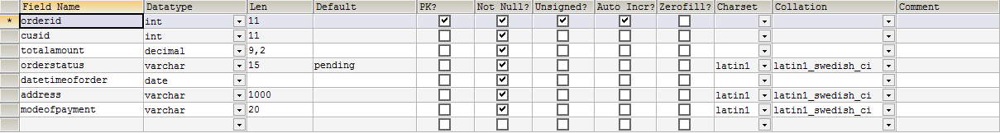 Field Name Datatype Len Default PK? Not Null? Unsigned? Auto Incr? Zerofill? Charset Collation Comment
* orderid int 11
cusid int 11
totalamount decimal 9,2
orderstatus varchar 15 pending latin1 latin1_swedish_ci
datetimeoforder date
address varchar 1000 latin1 latin1_swedish_ci
modeofpayment varchar 20 latin1 latin1_swedish_ci